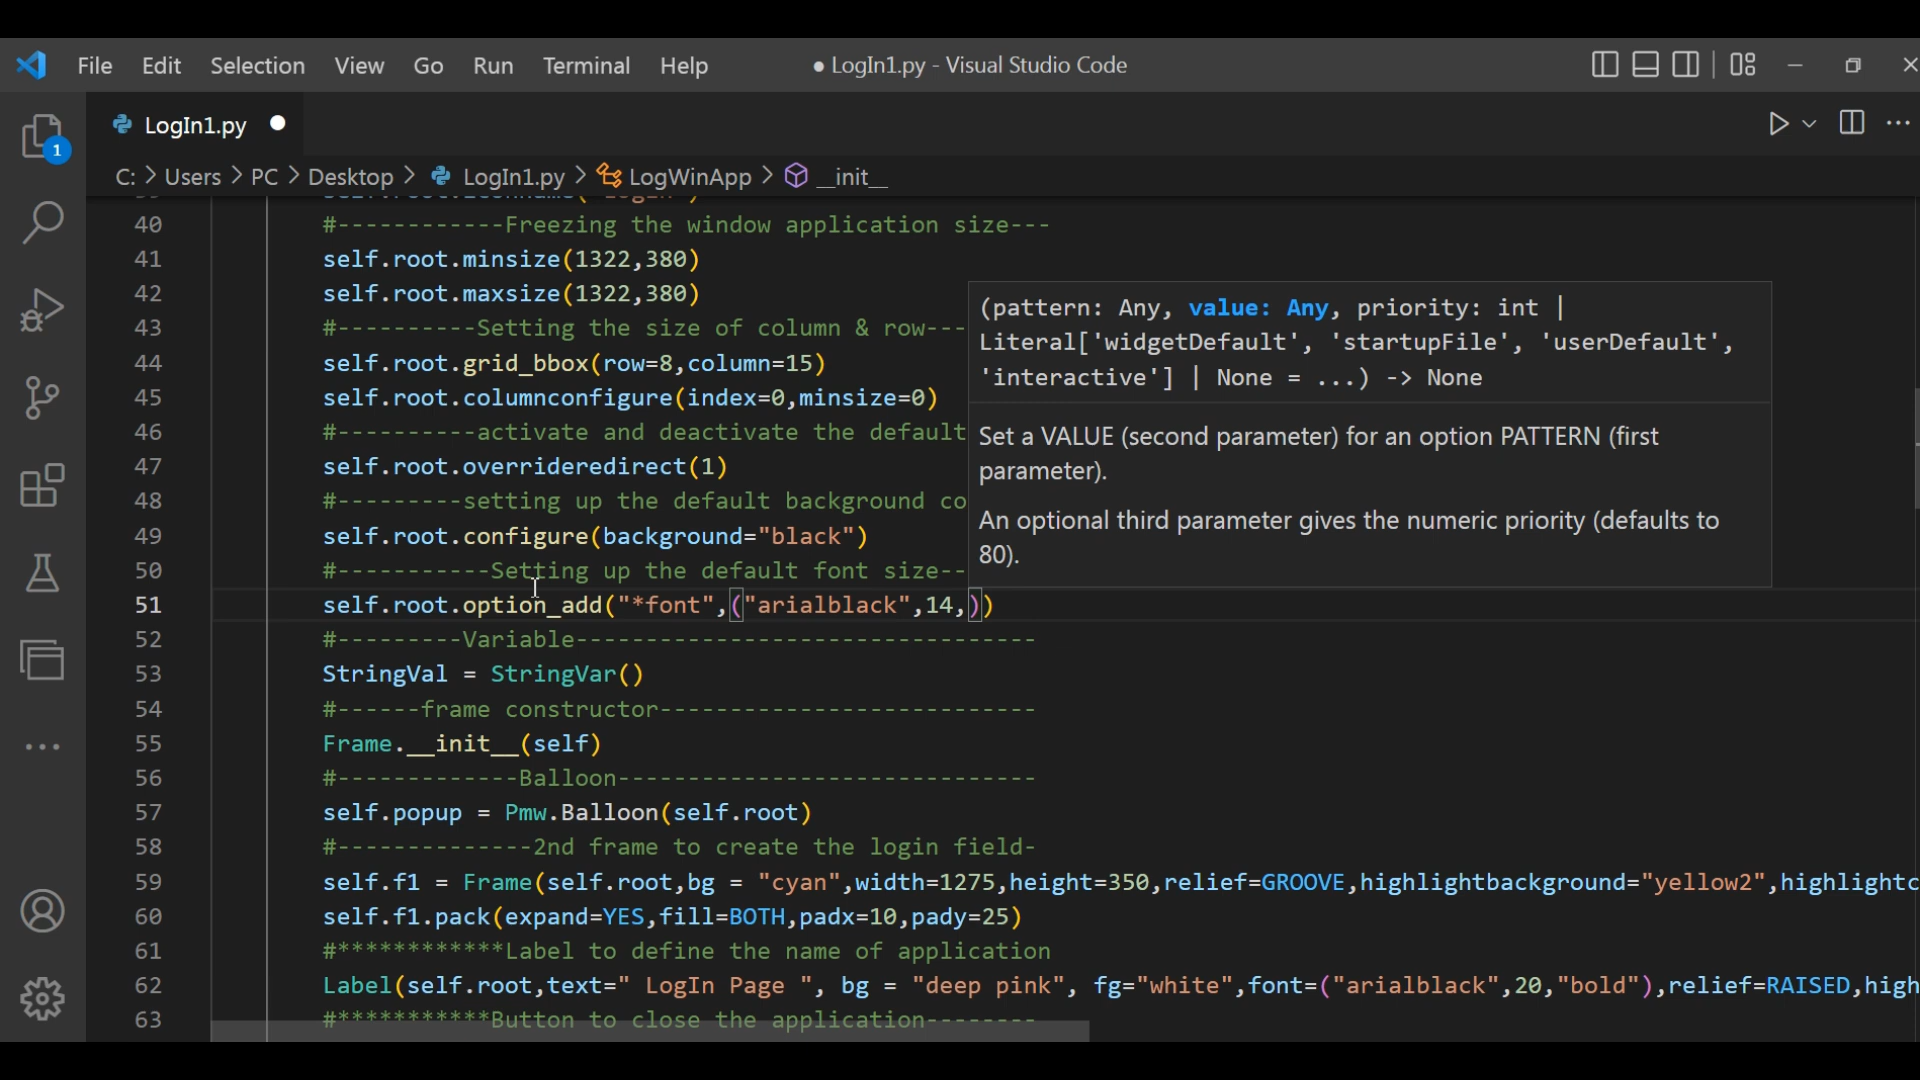 File Edit Selection View Go Run Terminal Help ● LogIn1.py - Visual Studio Code
LogIn1.py
1
C: > Users > PC > Desktop > LogIn1.py > LogWinApp > __init__
40 #------------Freezing the window application size---
41 self.root.minsize(1322,380)
42 self.root.maxsize(1322,380)
43 #----------Setting the size of column & row---
44 self.root.grid_bbox(row=8,column=15)
45 self.root.columnconfigure(index=0,minsize=0)
46 #----------activate and deactivate the default
47 self.root.overrideredirect(1)
48 #---------setting up the default background co
49 self.root.configure(background="black")
50 #-----------Setting up the default font size--
51 self.root.option_add("*font",("arialblack",14,))
52 #---------Variable---------------------------------
53 StringVal = StringVar()
54 #------frame constructor---------------------------
55 Frame.__init__(self)
56 #-------------Balloon------------------------------
57 self.popup = Pmw.Balloon(self.root)
58 #--------------2nd frame to create the login field-
59 self.f1 = Frame(self.root,bg = "cyan",width=1275,height=350,relief=GROOVE,highlightbackground="yellow2",highlightc
60 self.f1.pack(expand=YES,fill=BOTH,padx=10,pady=25)
61 #************Label to define the name of application
62 Label(self.root,text=" LogIn Page ", bg = "deep pink", fg="white",font=("arialblack",20,"bold"),relief=RAISED,high
63 #***********Button to close the application--------
(pattern: Any, value: Any, priority: int |
Literal['widgetDefault', 'startupFile', 'userDefault',
'interactive'] | None = ...) -> None
Set a VALUE (second parameter) for an option PATTERN (first
parameter).
An optional third parameter gives the numeric priority (defaults to
80).